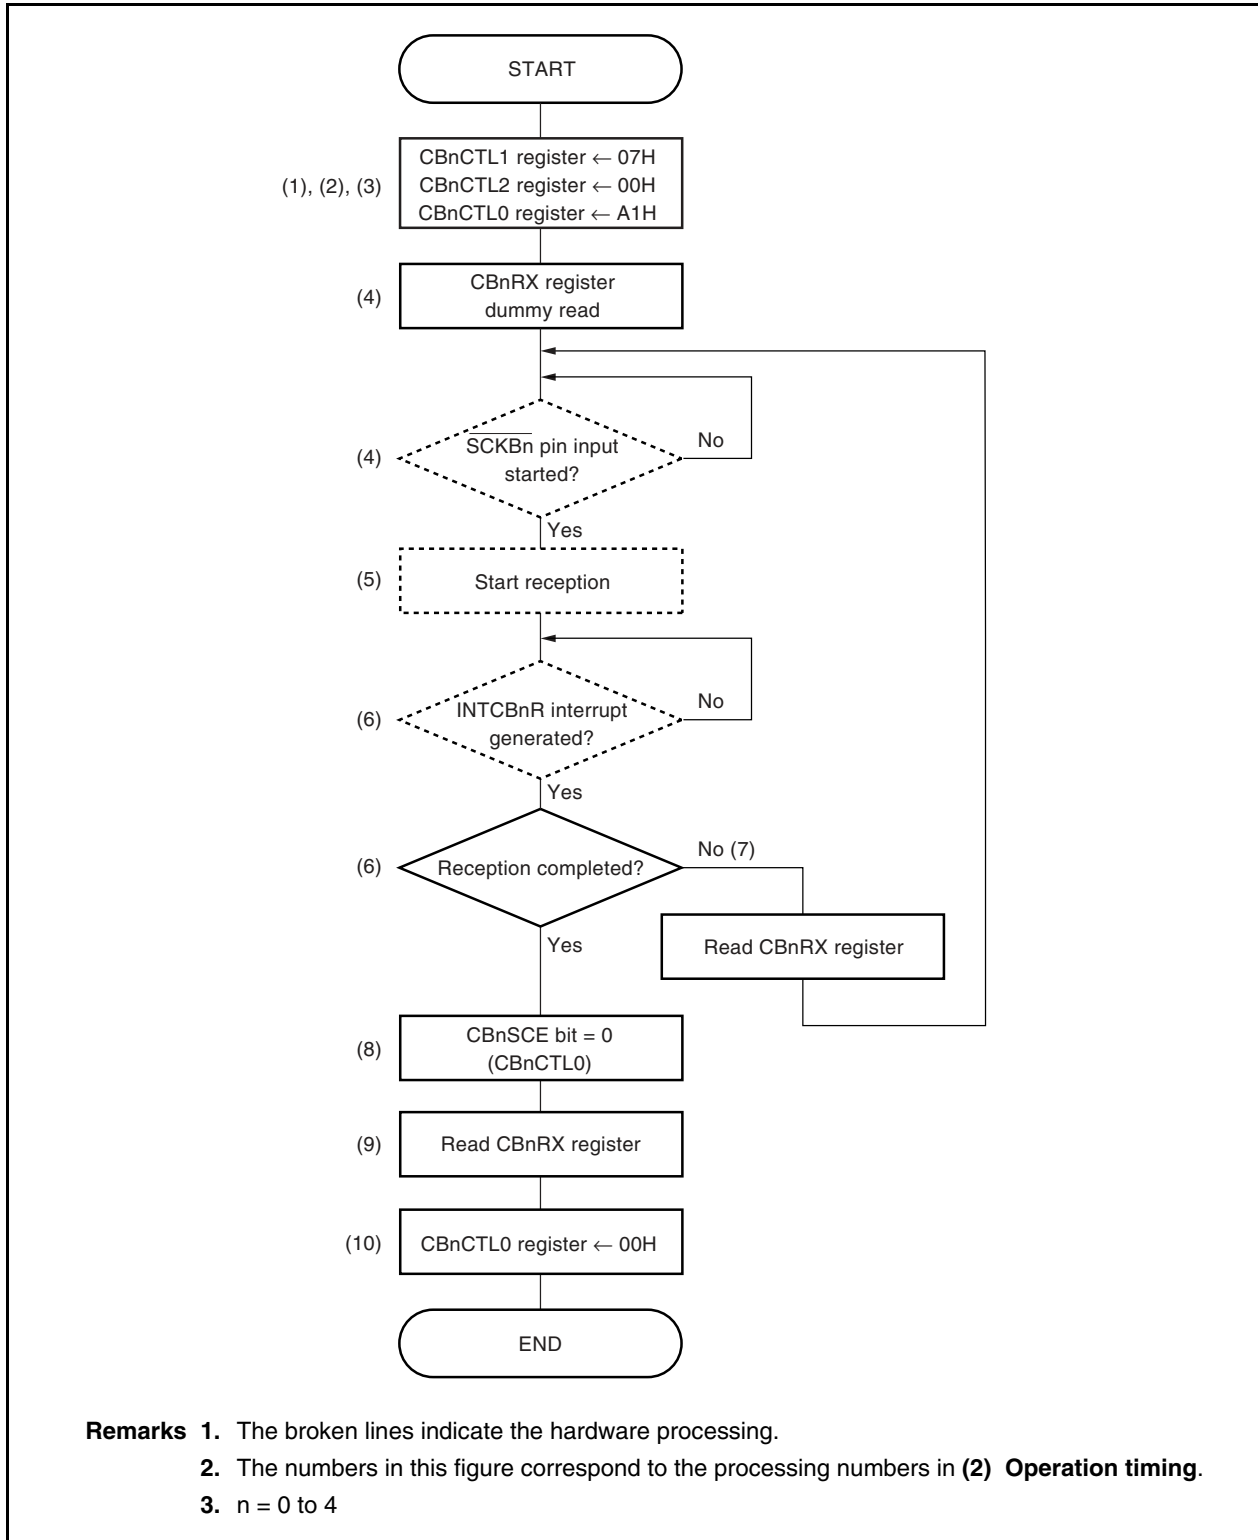 START
(1), (2), (3)
CBnCTL1 register ← 07H
CBnCTL2 register ← 00H
CBnCTL0 register ← A1H
(4)
CBnRX register
dummy read
(4)
SCKBn pin input
started?
No
Yes
(5)
Start reception
(6)
INTCBnR interrupt
generated?
No
Yes
(6)
Reception completed?
No (7)
Yes
Read CBnRX register
(8)
CBnSCE bit = 0
(CBnCTL0)
(9)
Read CBnRX register
(10)
CBnCTL0 register ← 00H
END
Remarks 1. The broken lines indicate the hardware processing.
2. The numbers in this figure correspond to the processing numbers in (2) Operation timing.
3. n = 0 to 4